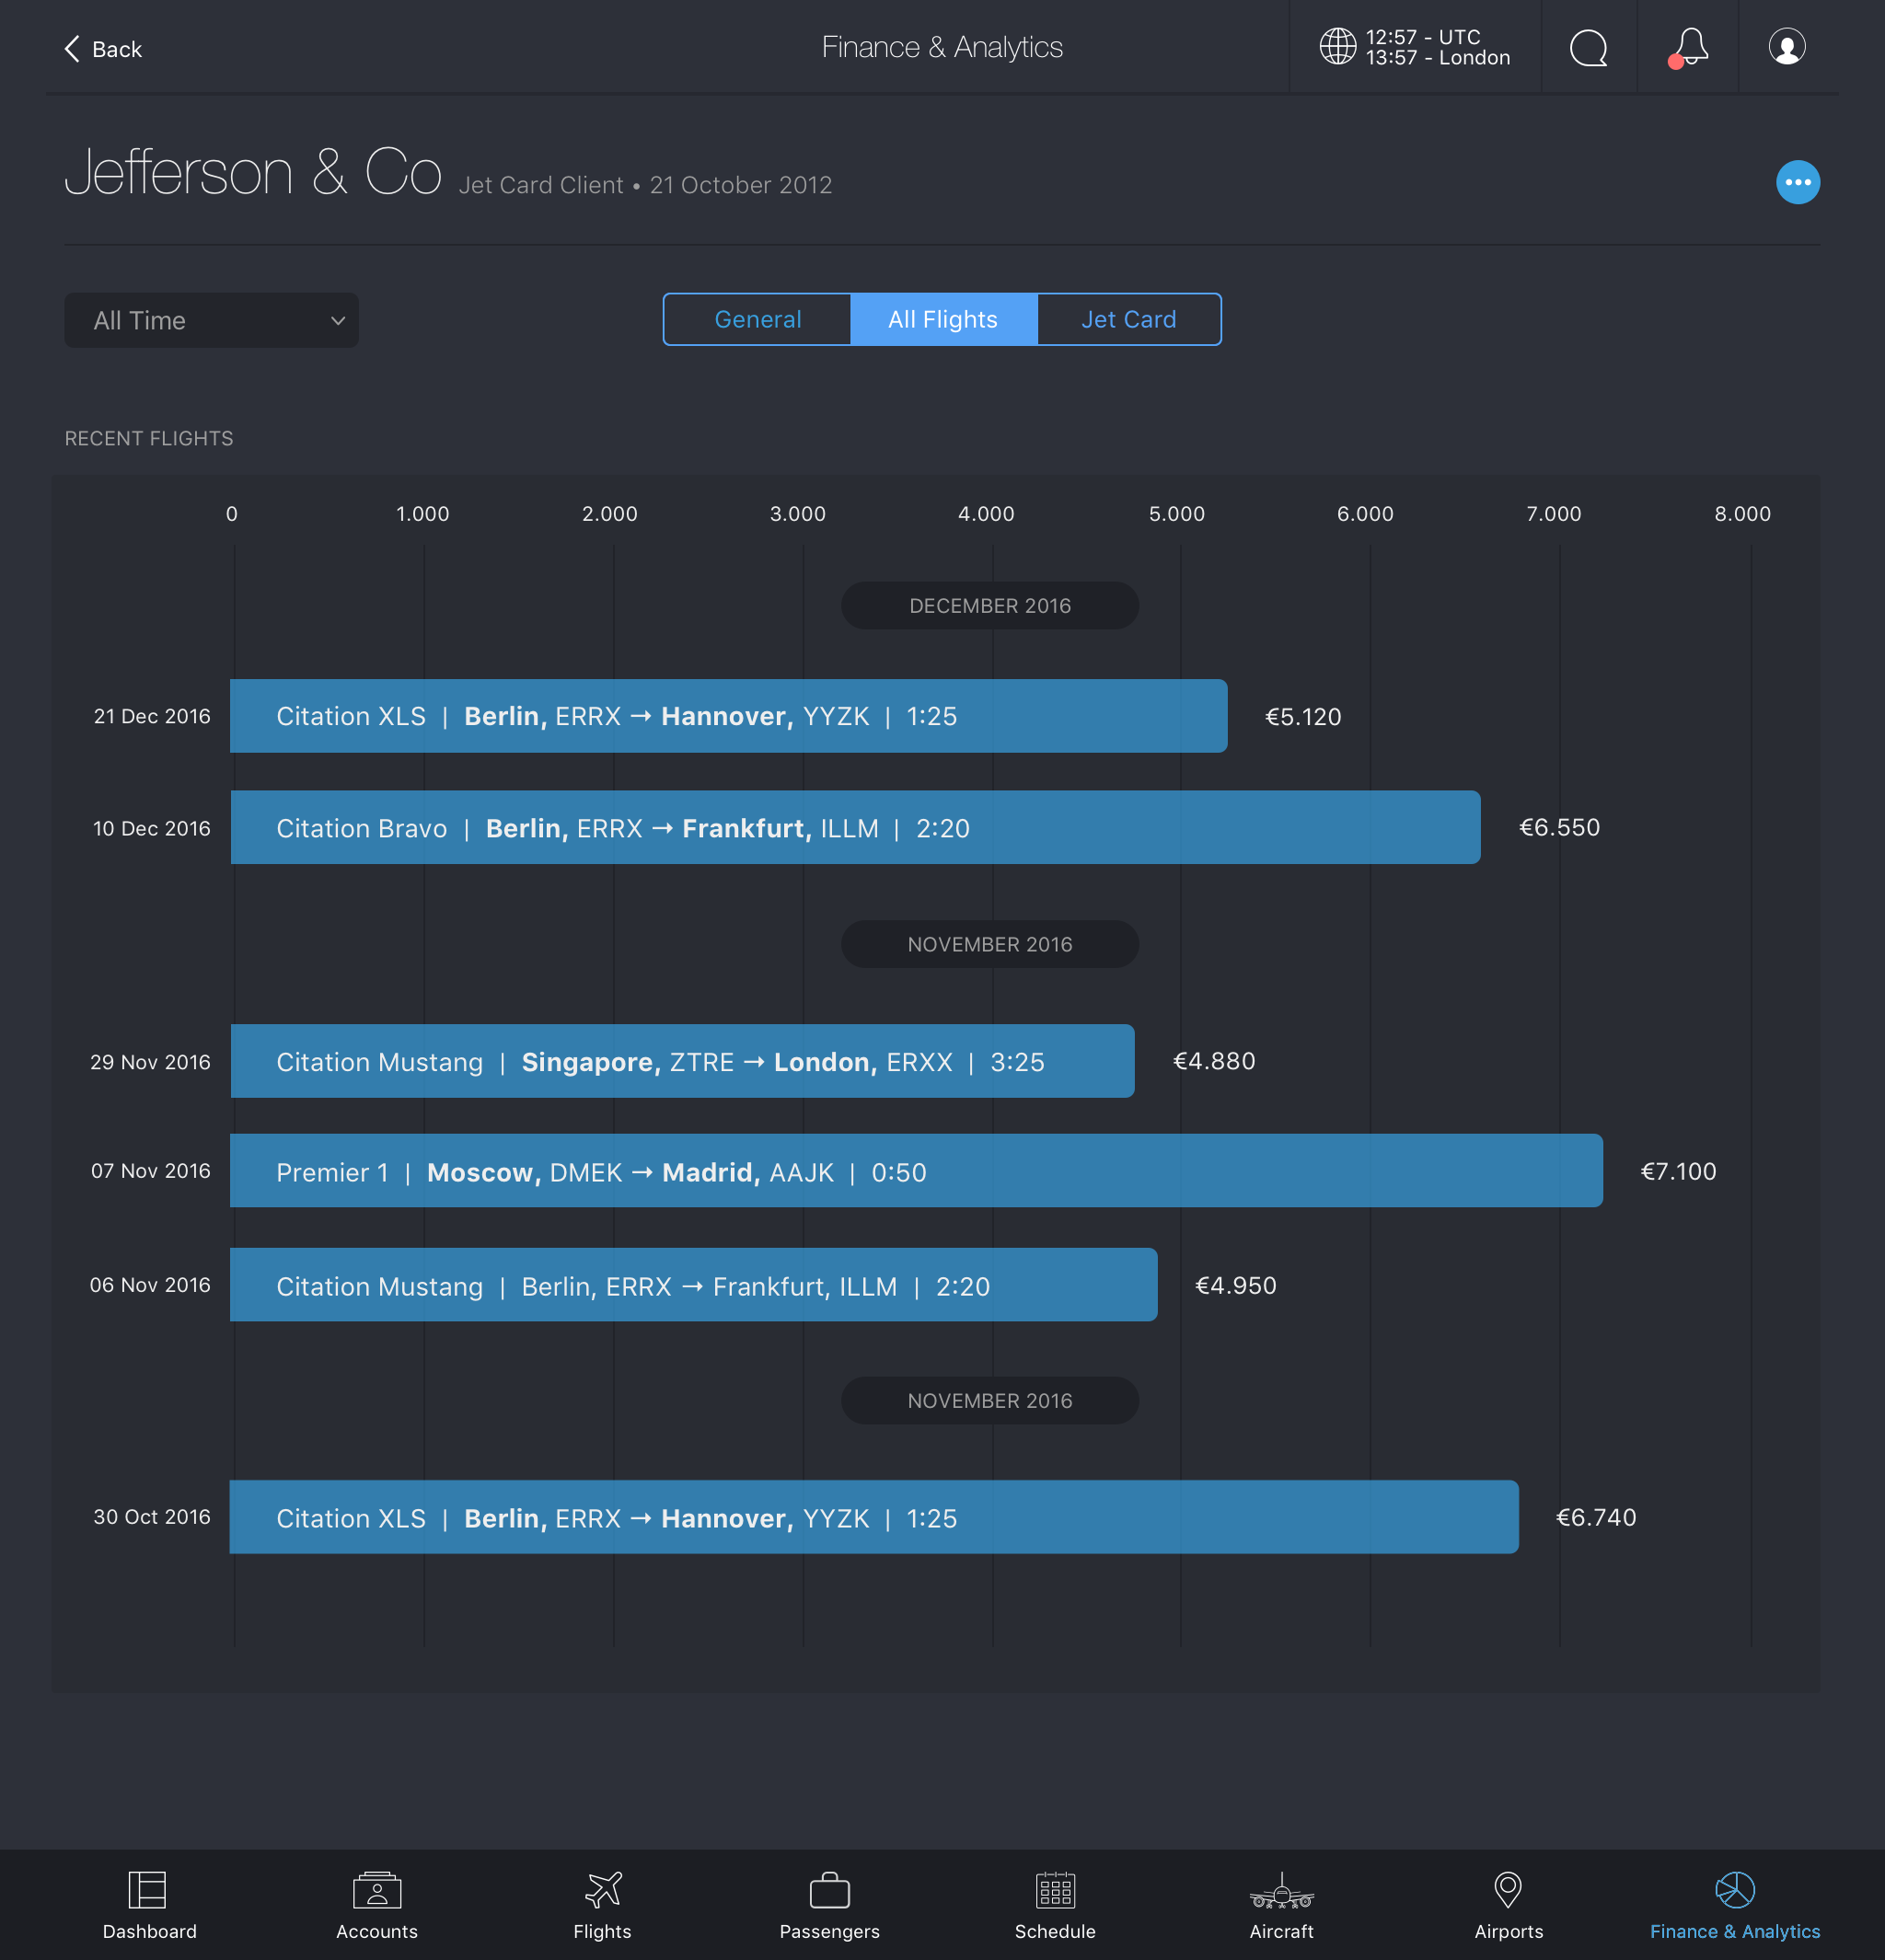 Back
Finance & Analytics
12:57 - UTC
13:57 - London
Jefferson & Co Jet Card Client • 21 October 2012
All Time
General All Flights Jet Card
RECENT FLIGHTS
0 1.000 2.000 3.000 4.000 5.000 6.000 7.000 8.000
DECEMBER 2016
21 Dec 2016 Citation XLS | Berlin, ERRX → Hannover, YYZK | 1:25 €5.120
10 Dec 2016 Citation Bravo | Berlin, ERRX → Frankfurt, ILLM | 2:20 €6.550
NOVEMBER 2016
29 Nov 2016 Citation Mustang | Singapore, ZTRE → London, ERXX | 3:25 €4.880
07 Nov 2016 Premier 1 | Moscow, DMEK → Madrid, AAJK | 0:50 €7.100
06 Nov 2016 Citation Mustang | Berlin, ERRX → Frankfurt, ILLM | 2:20 €4.950
NOVEMBER 2016
30 Oct 2016 Citation XLS | Berlin, ERRX → Hannover, YYZK | 1:25 €6.740
Dashboard Accounts Flights Passengers Schedule Aircraft Airports Finance & Analytics